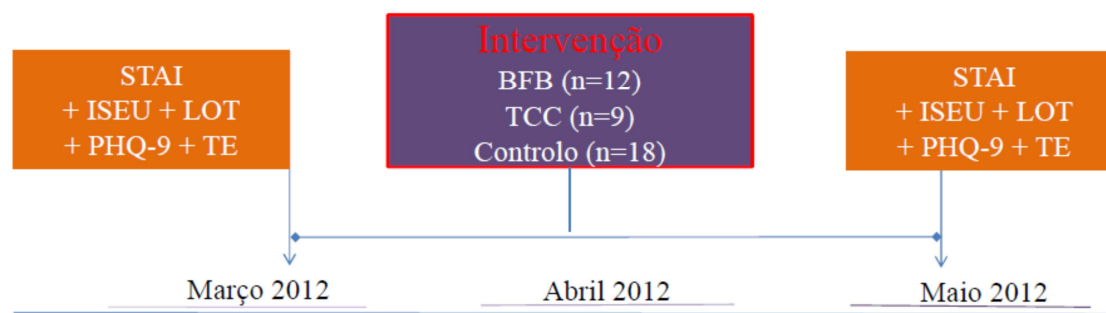 STAI
+ ISEU + LOT
+ PHQ-9 + TE
Intervenção
BFB (n=12)
TCC (n=9)
Controlo (n=18)
STAI
+ ISEU + LOT
+ PHQ-9 + TE
Março 2012
Abril 2012
Maio 2012